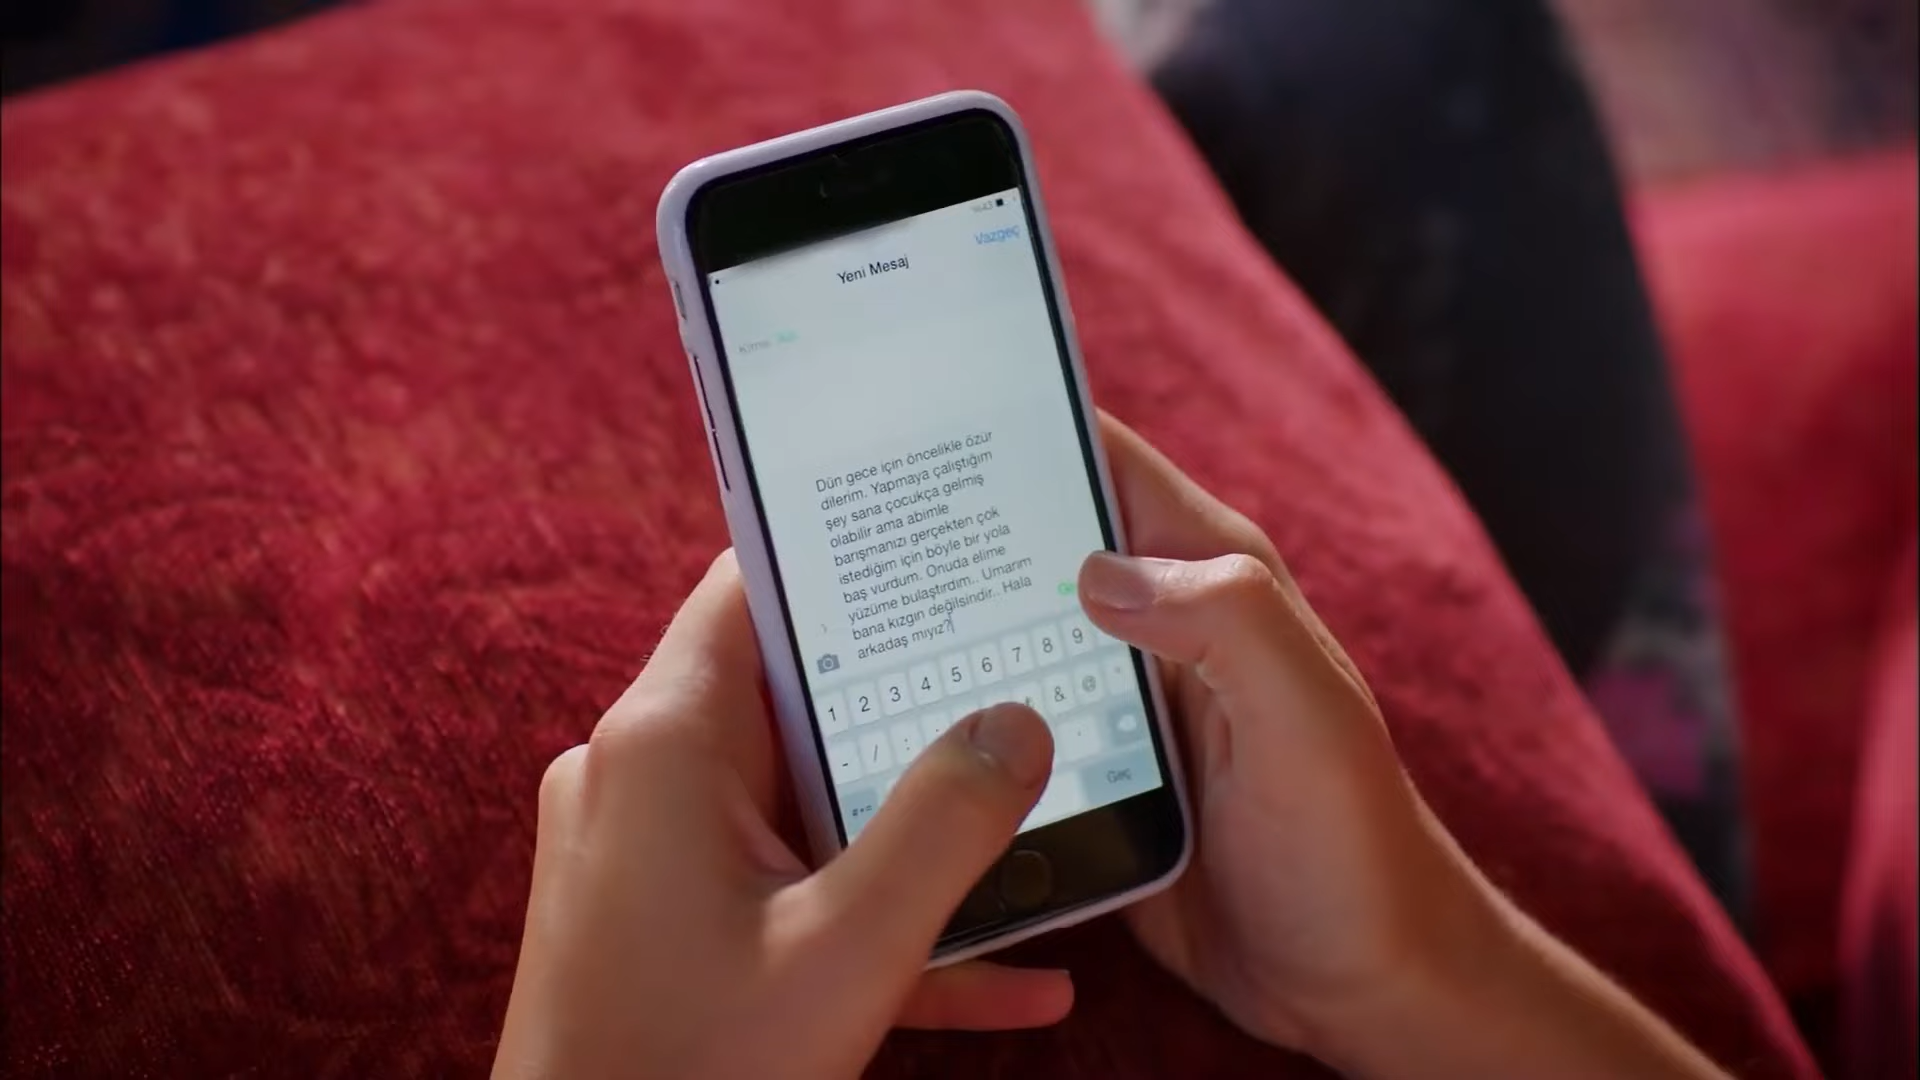 %43
Vazgeç
Yeni Mesaj
Kime:
Dün gece için öncelikle özür
dilerim. Yapmaya çalıştığım
şey sana çocukça gelmiş
olabilir ama abimle
barışmanızı gerçekten çok
istediğim için böyle bir yola
baş vurdum. Onuda elime
yüzüme bulaştırdım.. Umarım
bana kızgın değilsindir.. Hala
arkadaş mıyız?
1 2 3 4 5 6 7 8 9
- / : ₺ & @ "
#+= Geç